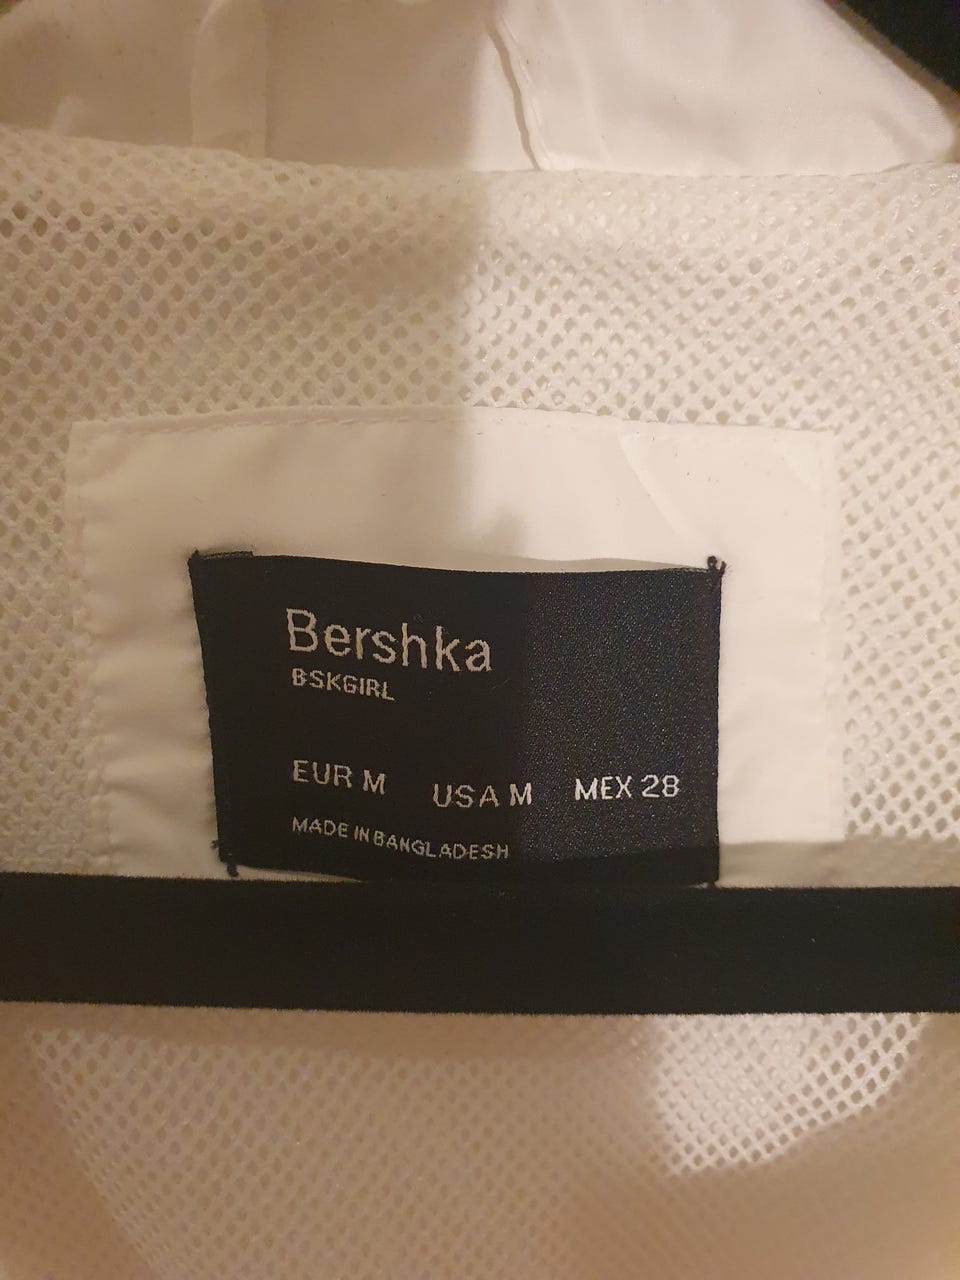 Bershka
BSKGIRL
EUR M USA M MEX 28
MADE IN BANGLADESH